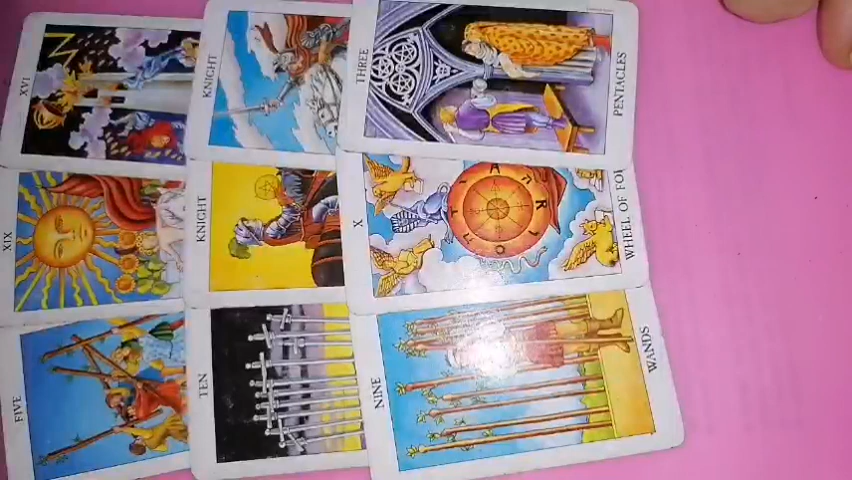 XVI
KNIGHT
THREE
PENTACLES
XIX
KNIGHT
X
WHEEL OF FO
FIVE
TEN
NINE
WANDS